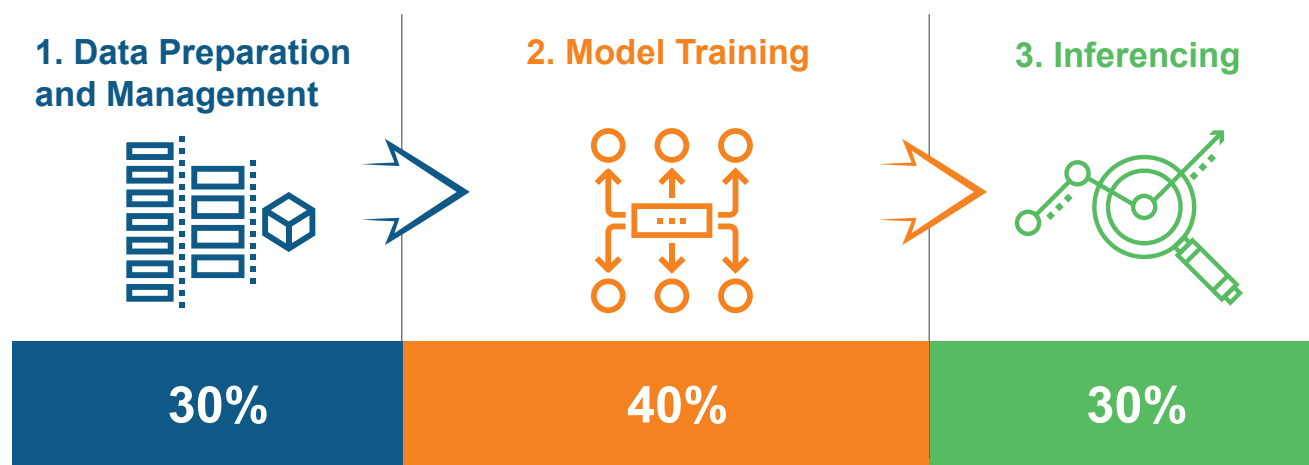 1. Data Preparation
and Management
2. Model Training
3. Inferencing
30%
40%
30%